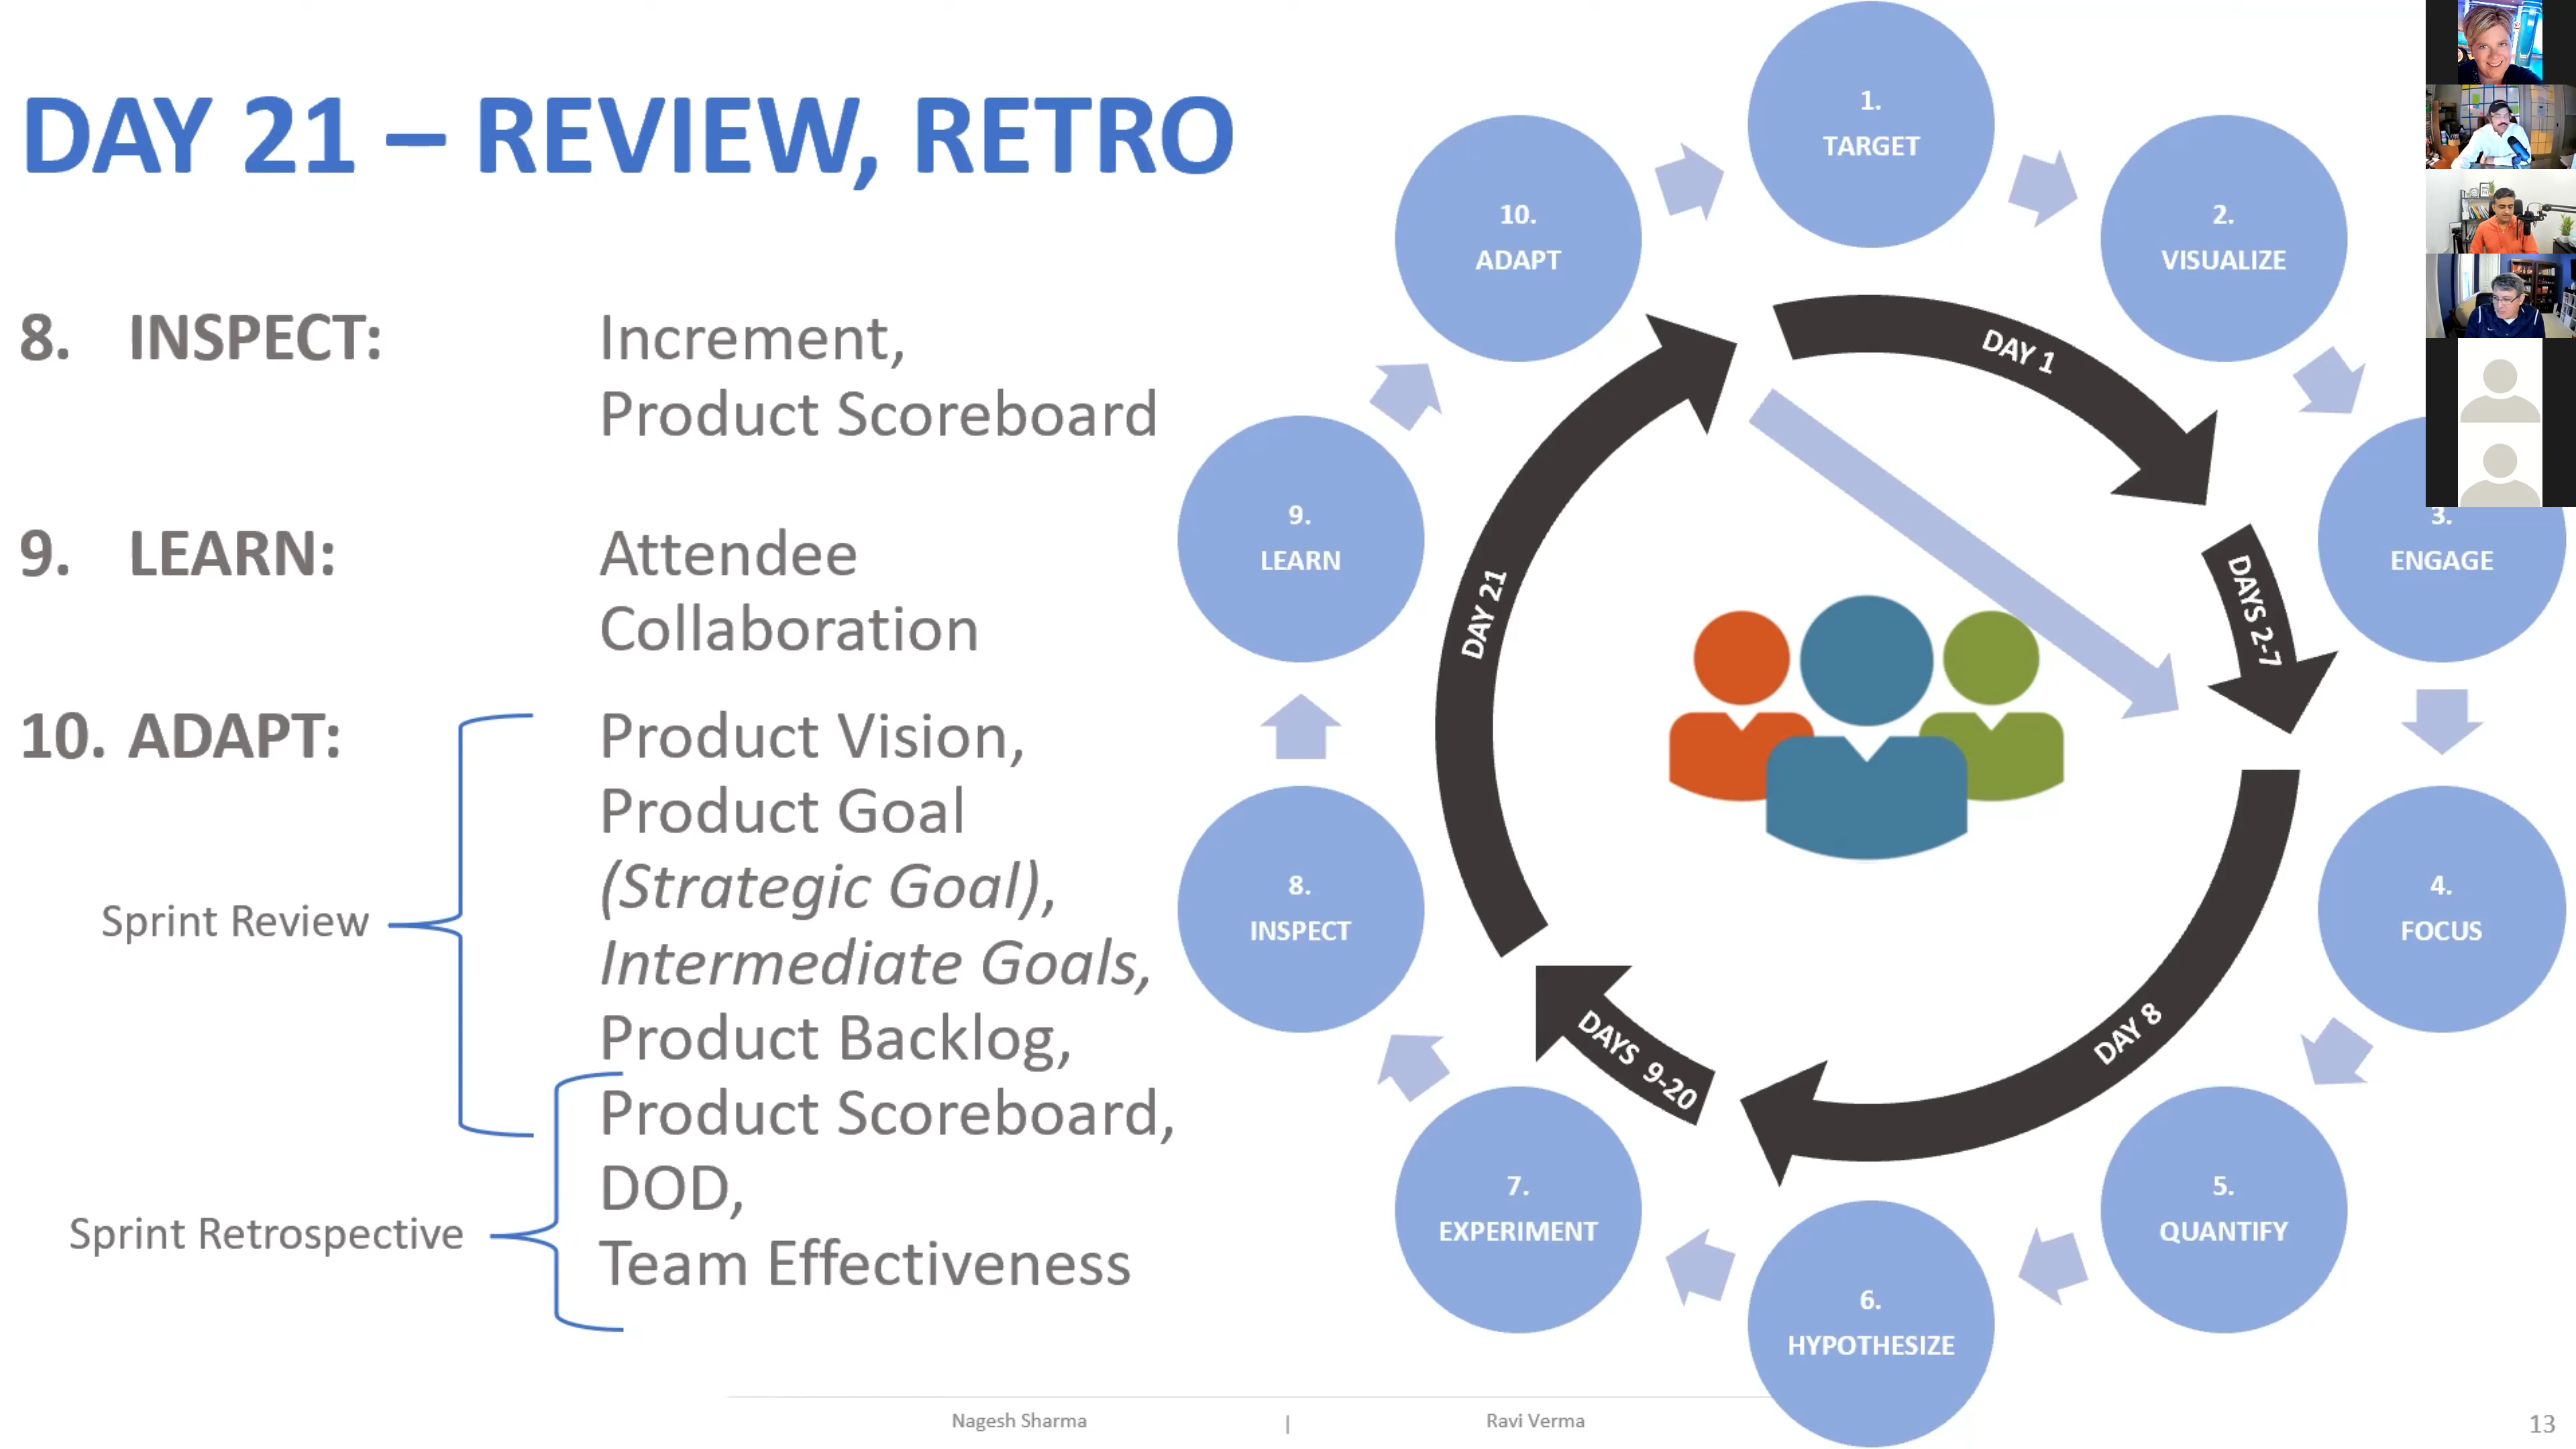 DAY 21 – REVIEW, RETRO
8. INSPECT:
Increment,
Product Scoreboard
9. LEARN:
Attendee
Collaboration
10. ADAPT:
Product Vision,
Product Goal
(Strategic Goal),
Intermediate Goals,
Product Backlog,
Product Scoreboard,
DOD,
Team Effectiveness
Sprint Review
Sprint Retrospective
1.
TARGET
2.
VISUALIZE
3.
ENGAGE
4.
FOCUS
5.
QUANTIFY
6.
HYPOTHESIZE
7.
EXPERIMENT
8.
INSPECT
9.
LEARN
10.
ADAPT
DAY 1
DAYS 2-7
DAY 8
DAYS 9-20
DAY 21
Nagesh Sharma | Ravi Verma
13